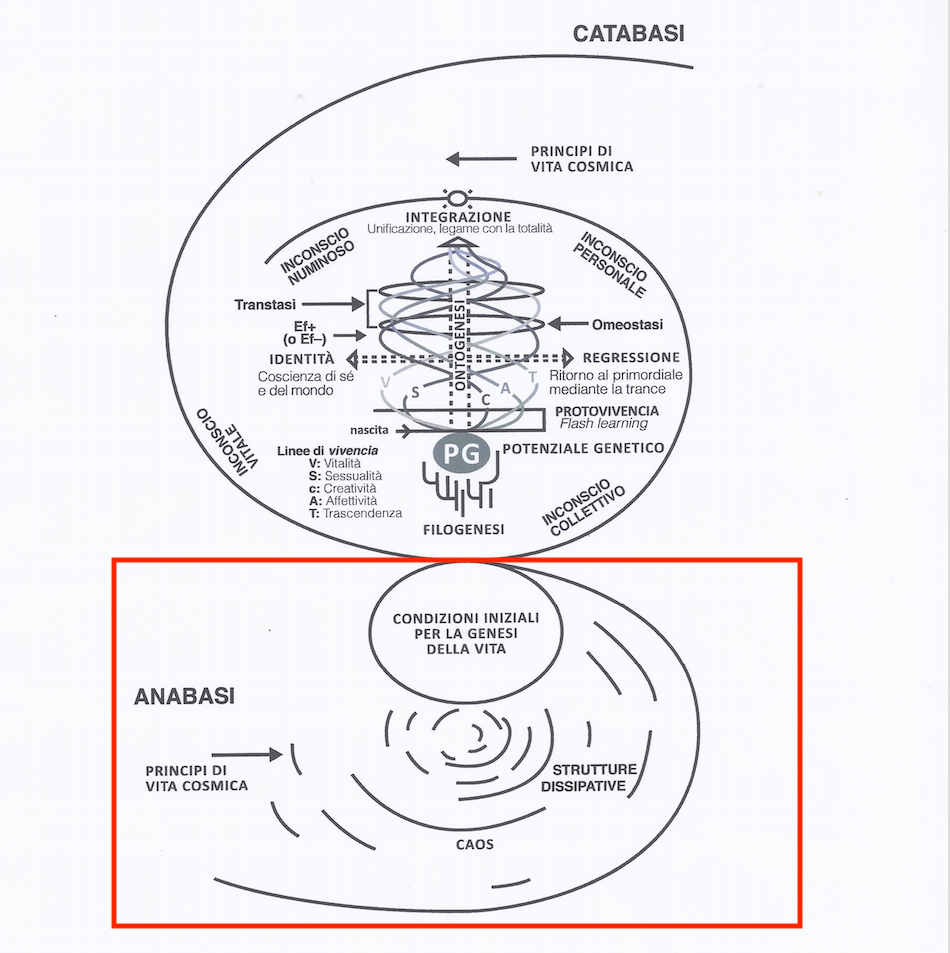 CATABASI
PRINCIPI DI
VITA COSMICA
INTEGRAZIONE
Unificazione, legame con la totalità
INCONSCIO
NUMINOSO
INCONSCIO
PERSONALE
Transtasi
ONTOGENESI
Ef+
(o Ef–)
Omeostasi
IDENTITÀ
REGRESSIONE
Coscienza di sé
e del mondo
Ritorno al primordiale
mediante la trance
V
S
C
A
T
PROTOVIVENCIA
Flash learning
nascita
INCONSCIO
VITALE
PG
POTENZIALE GENETICO
Linee di vivencia
V: Vitalità
S: Sessualità
c: Creatività
A: Affettività
T: Trascendenza
FILOGENESI
INCONSCIO
COLLETTIVO
CONDIZIONI INIZIALI
PER LA GENESI
DELLA VITA
ANABASI
PRINCIPI DI
VITA COSMICA
STRUTTURE
DISSIPATIVE
CAOS